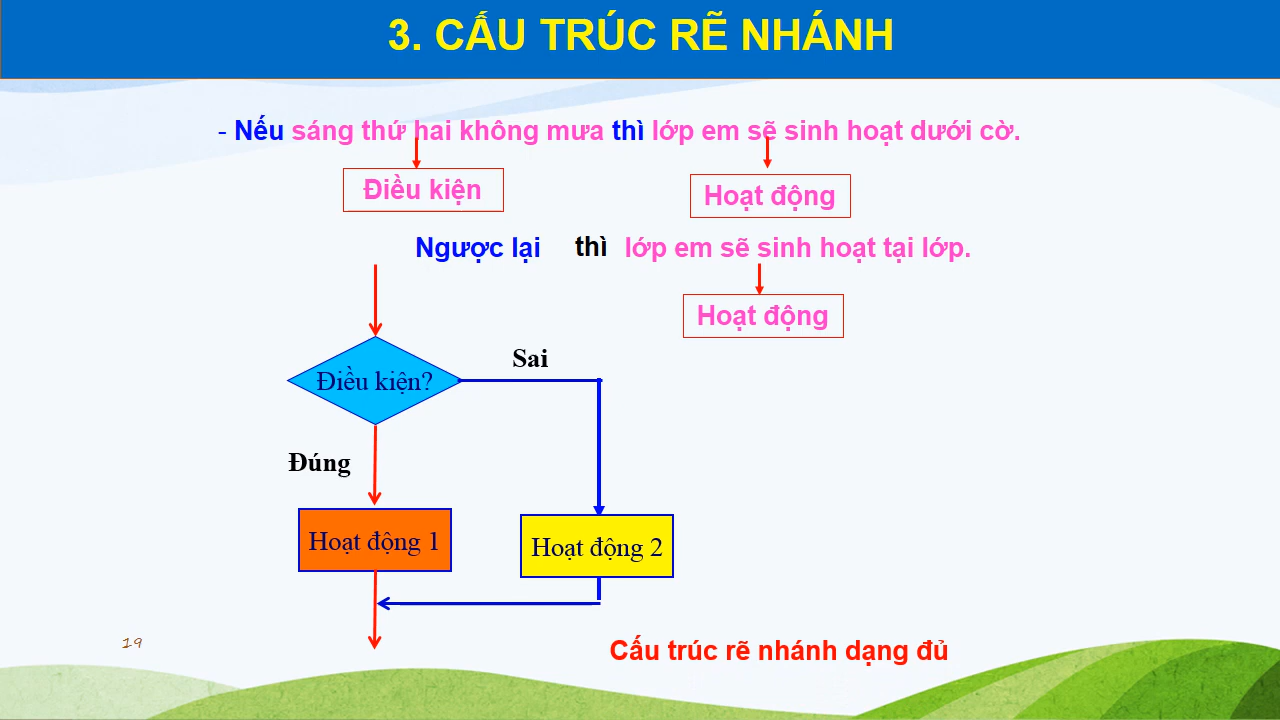 3. CẤU TRÚC RẼ NHÁNH
- Nếu sáng thứ hai không mưa thì lớp em sẽ sinh hoạt dưới cờ.
Điều kiện
Hoạt động
Ngược lại thì lớp em sẽ sinh hoạt tại lớp.
Hoạt động
Sai
Điều kiện?
Đúng
Hoạt động 1
Hoạt động 2
19
Cấu trúc rẽ nhánh dạng đủ